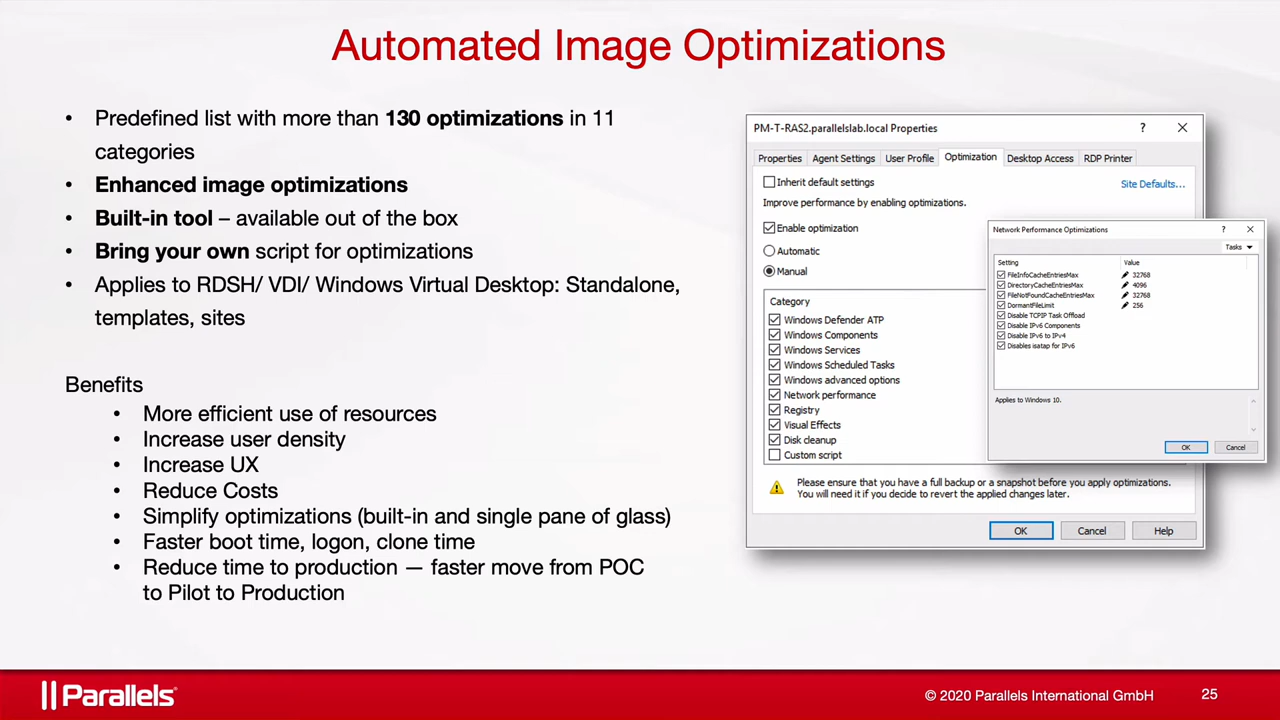 Automated Image Optimizations
• Predefined list with more than 130 optimizations in 11
categories
• Enhanced image optimizations
• Built-in tool – available out of the box
• Bring your own script for optimizations
• Applies to RDSH/ VDI/ Windows Virtual Desktop: Standalone,
templates, sites
Benefits
• More efficient use of resources
• Increase user density
• Increase UX
• Reduce Costs
• Simplify optimizations (built-in and single pane of glass)
• Faster boot time, logon, clone time
• Reduce time to production — faster move from POC
to Pilot to Production
PM-T-RAS2.parallelslab.local Properties ?
Properties Agent Settings User Profile Optimization Desktop Access RDP Printer
Inherit default settings Site Defaults...
Improve performance by enabling optimizations.
Enable optimization
Automatic
Manual
Category
Windows Defender ATP
Windows Components
Windows Services
Windows Scheduled Tasks
Windows advanced options
Network performance
Registry
Visual Effects
Disk cleanup
Custom script
Please ensure that you have a full backup or a snapshot before you apply optimizations.
You will need it if you decide to revert the applied changes later.
OK Cancel Help
Network Performance Optimizations ?
Tasks
Setting Value
FileInfoCacheEntriesMax 32768
DirectoryCacheEntriesMax 4096
FileNotFoundCacheEntriesMax 32768
DormantFileLimit 256
Disable TCPIP Task Offload
Disable IPv6 Components
Disable IPv6 to IPv4
Disables isatap for IPv6
Applies to Windows 10.
OK Cancel
Parallels®
© 2020 Parallels International GmbH 25